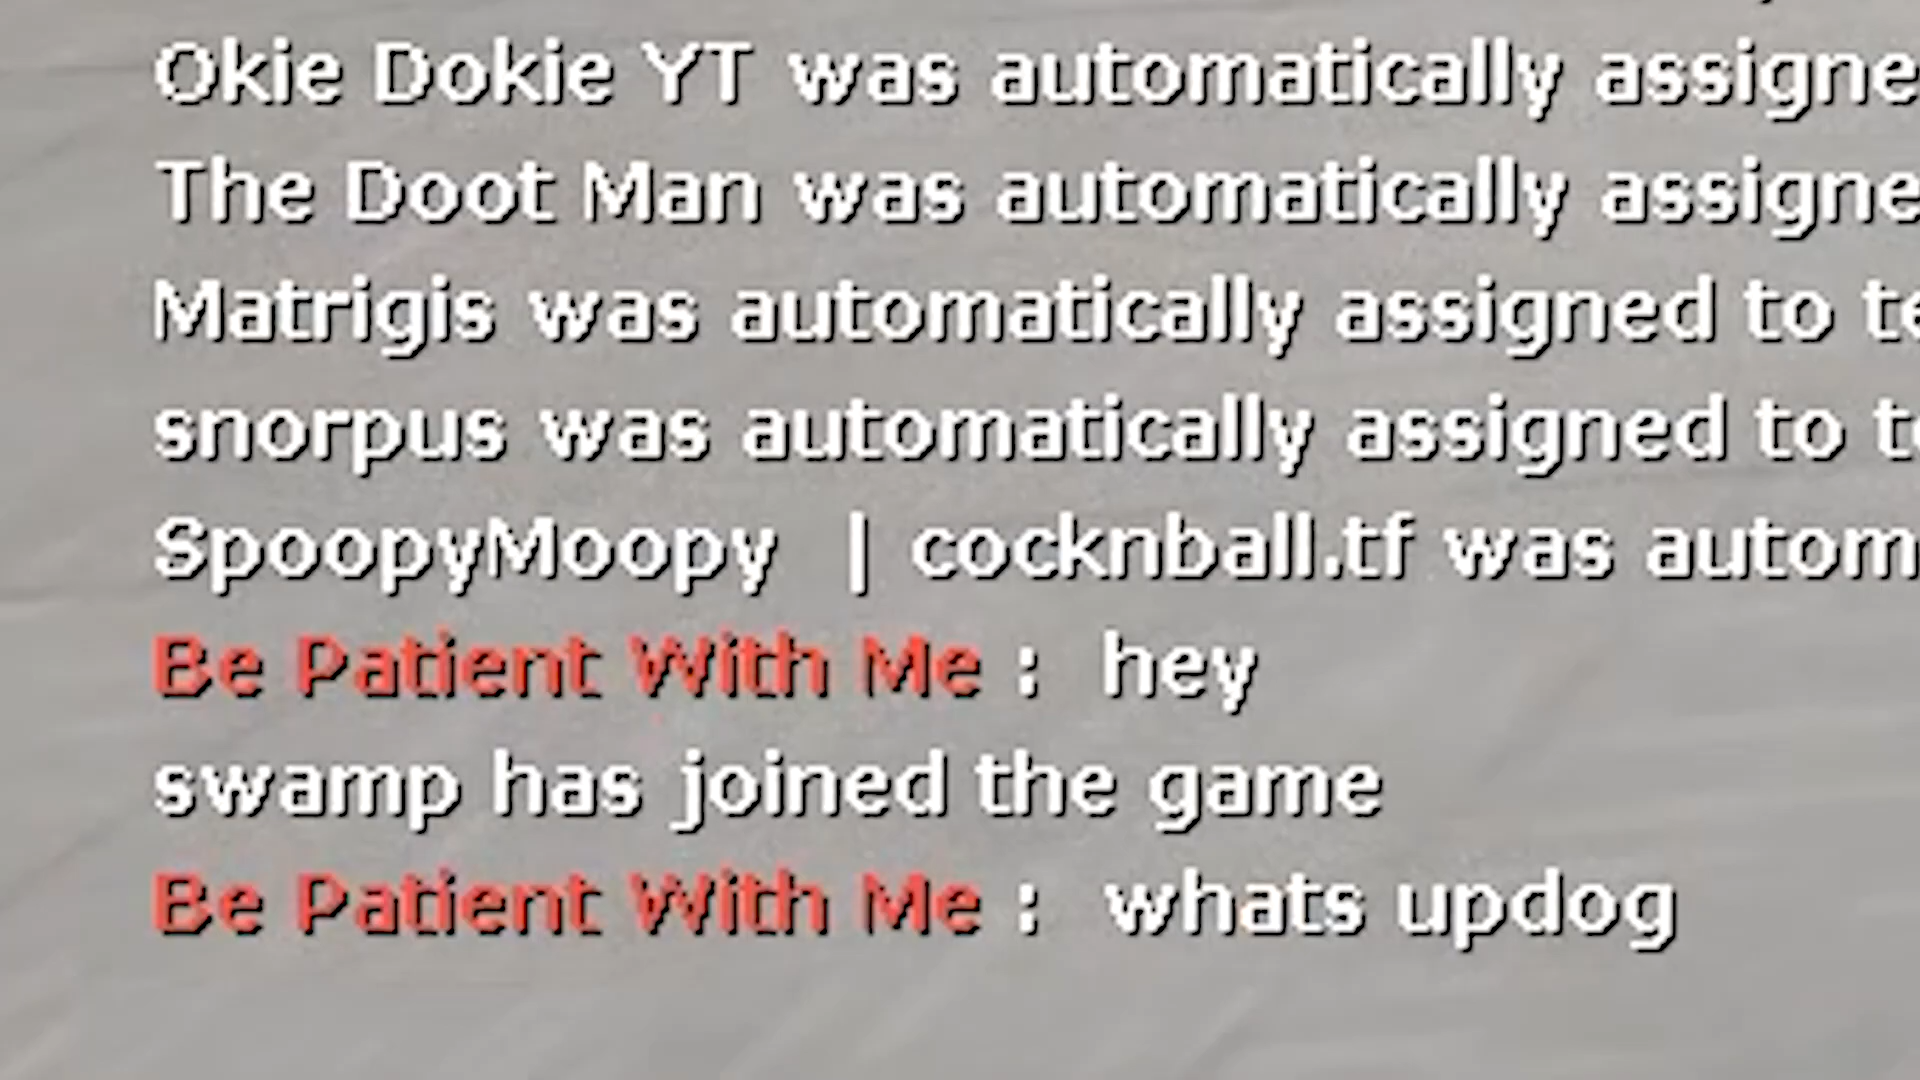 Okie Dokie YT was automatically assigne
The Doot Man was automatically assigne
Matrigis was automatically assigned to te
snorpus was automatically assigned to te
SpoopyMoopy | cocknball.tf was autom
Be Patient With Me : hey
swamp has joined the game
Be Patient With Me : whats updog